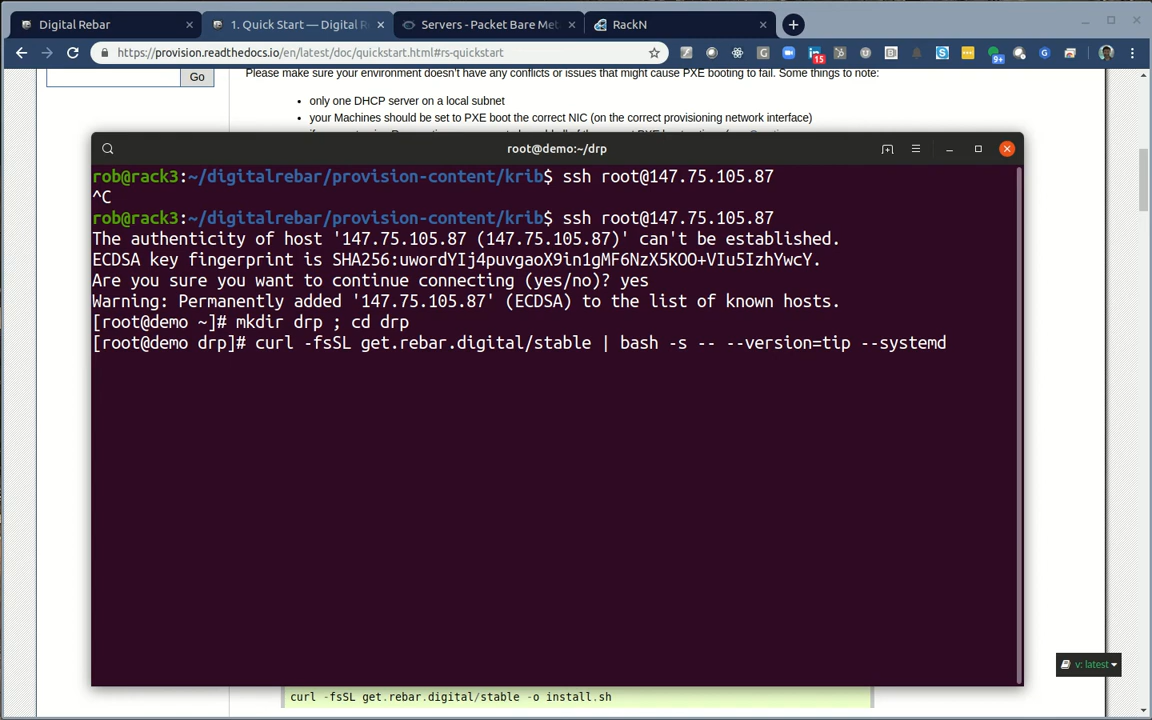 Digital Rebar
1. Quick Start — Digital R
Servers - Packet Bare Met
RackN
https://provision.readthedocs.io/en/latest/doc/quickstart.html#rs-quickstart
15
9+
Go
Please make sure your environment doesn't have any conflicts or issues that might cause PXE booting to fail. Some things to note:
• only one DHCP server on a local subnet
• your Machines should be set to PXE boot the correct NIC (on the correct provisioning network interface)
root@demo:~/drp
rob@rack3:~/digitalrebar/provision-content/krib$ ssh root@147.75.105.87
^C
rob@rack3:~/digitalrebar/provision-content/krib$ ssh root@147.75.105.87
The authenticity of host '147.75.105.87 (147.75.105.87)' can't be established.
ECDSA key fingerprint is SHA256:uwordYIj4puvgaoX9in1gMF6NzX5KOO+VIu5IzhYwcY.
Are you sure you want to continue connecting (yes/no)? yes
Warning: Permanently added '147.75.105.87' (ECDSA) to the list of known hosts.
[root@demo ~]# mkdir drp ; cd drp
[root@demo drp]# curl -fsSL get.rebar.digital/stable | bash -s -- --version=tip --systemd
v: latest
curl -fsSL get.rebar.digital/stable -o install.sh